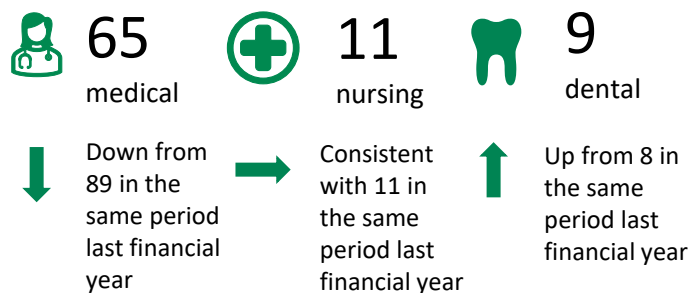 65
medical
Down from
89 in the
same period
last financial
year
11
nursing
Consistent
with 11 in
the same
period last
financial year
9
dental
Up from 8 in
the same
period last
financial year